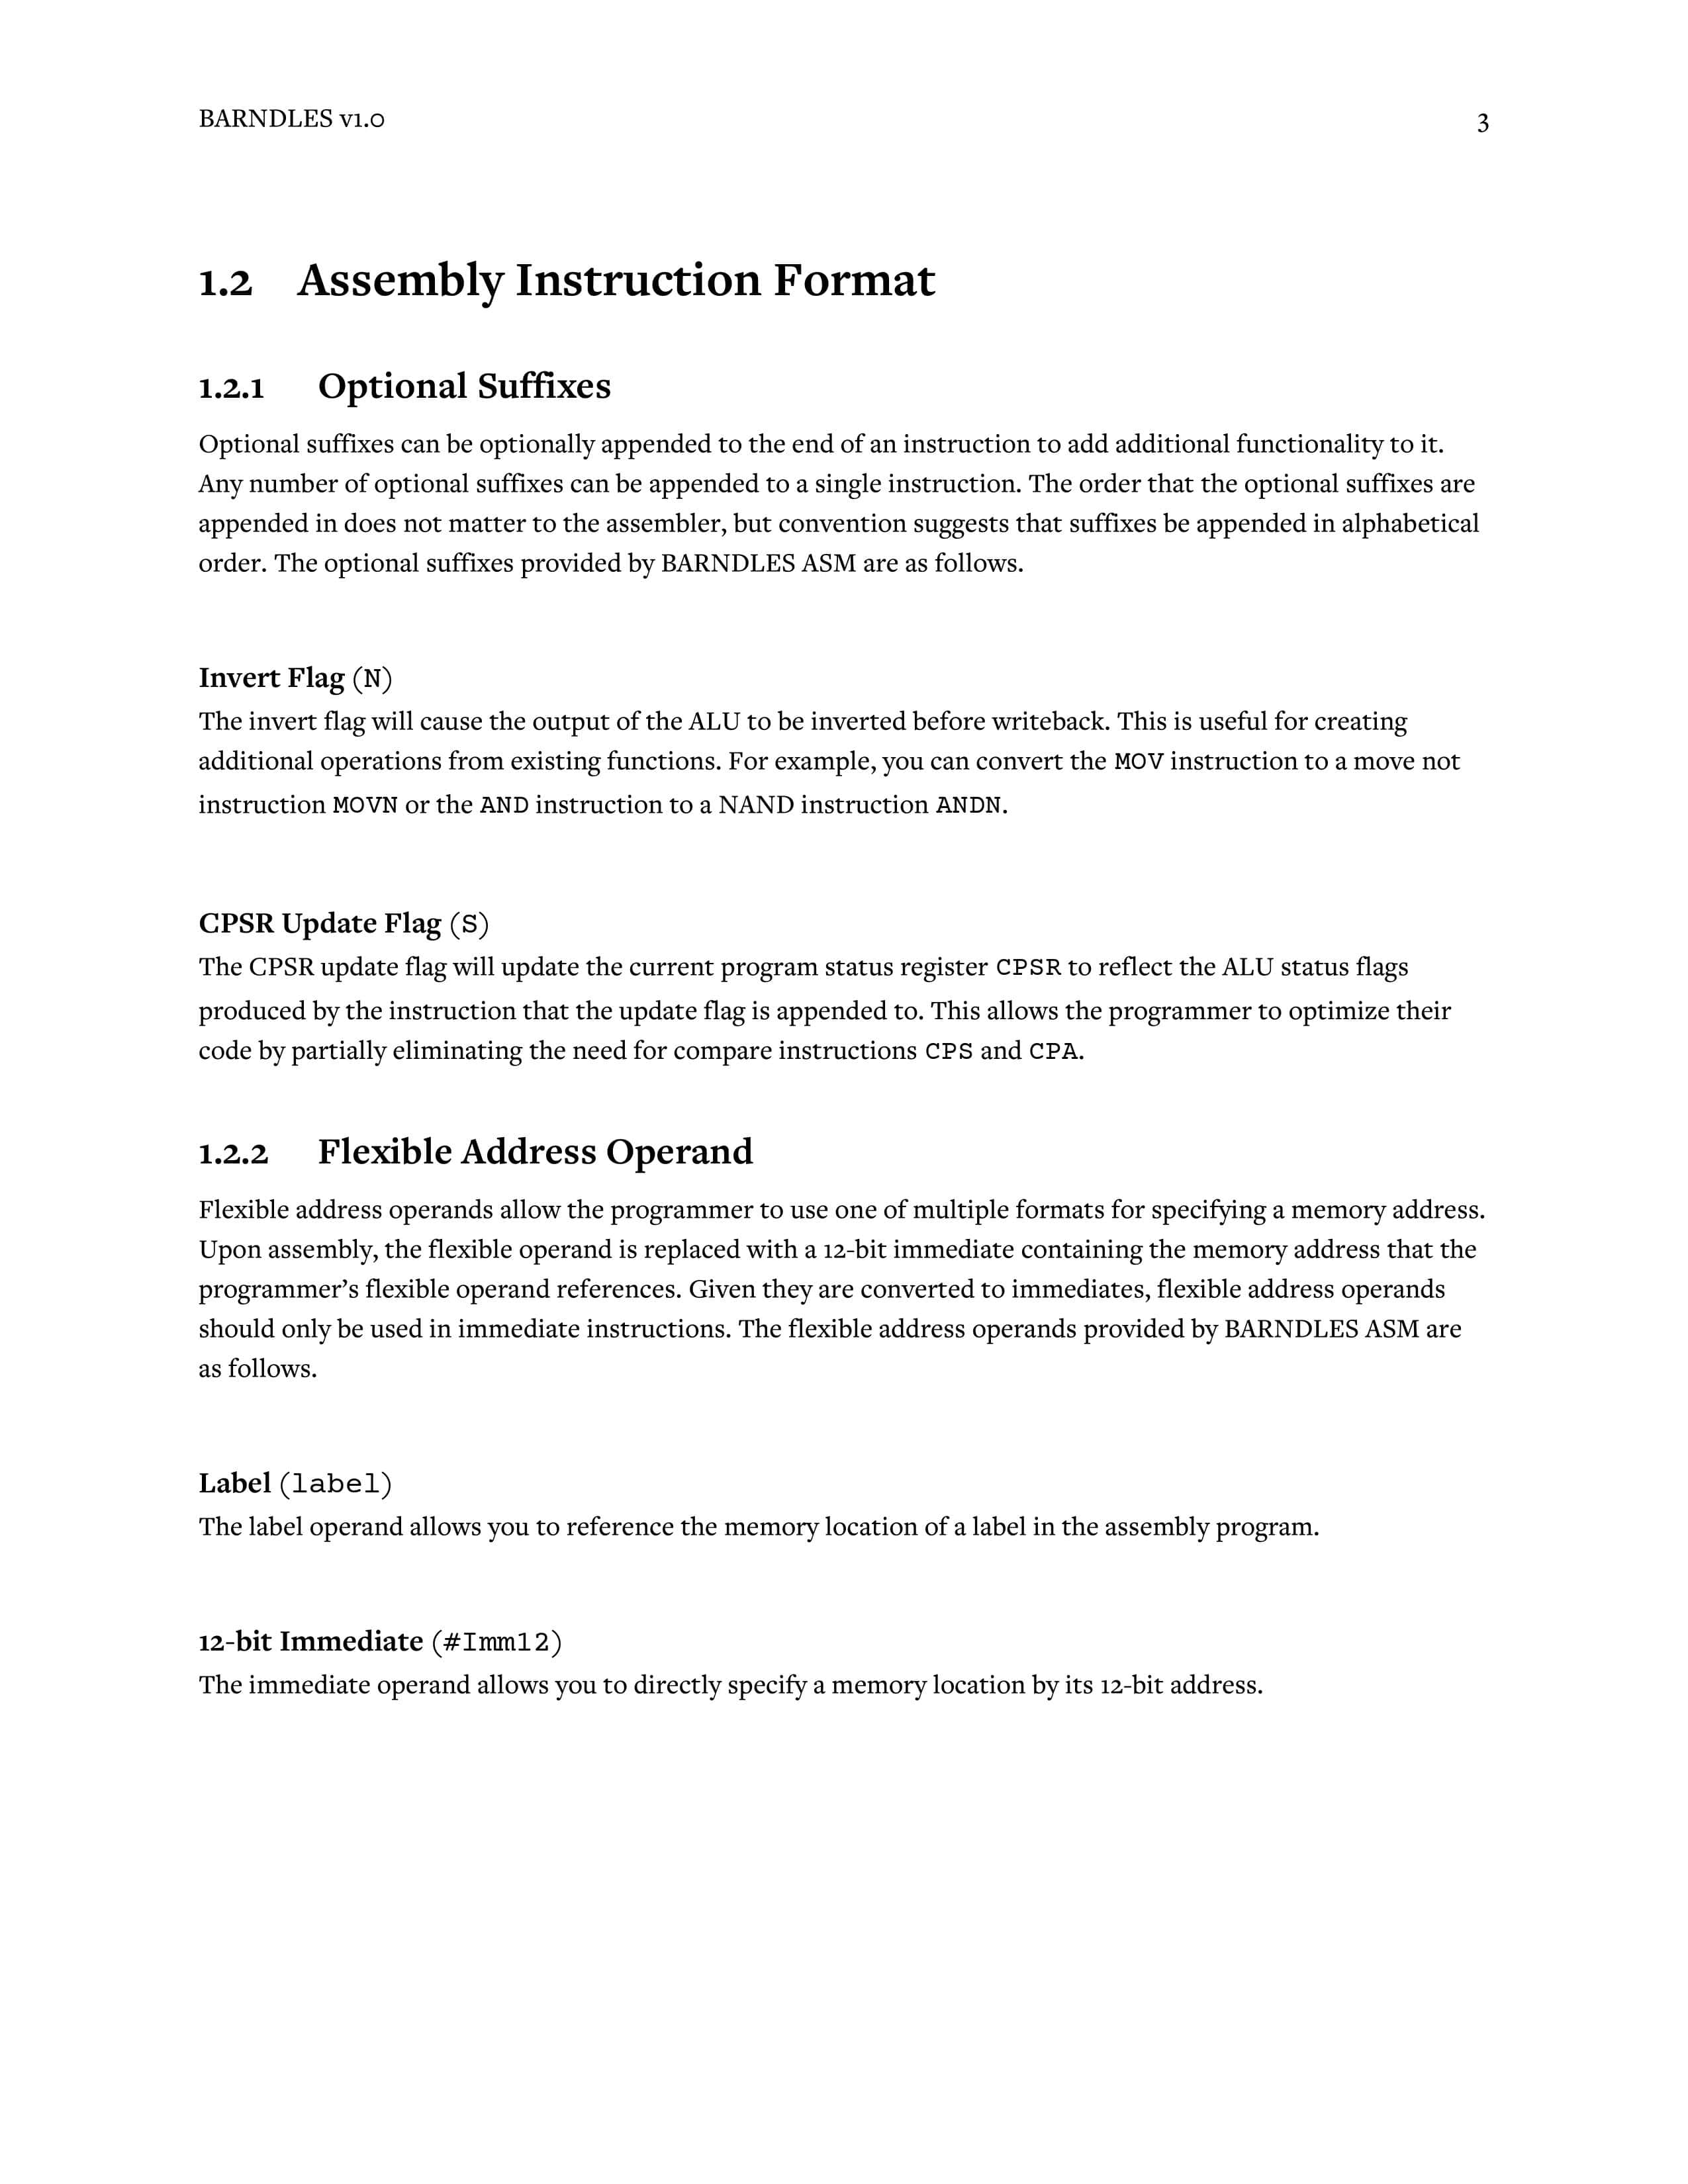 BARNDLES v1.0
3
1.2 Assembly Instruction Format
1.2.1 Optional Suffixes
Optional suffixes can be optionally appended to the end of an instruction to add additional functionality to it.
Any number of optional suffixes can be appended to a single instruction. The order that the optional suffixes are
appended in does not matter to the assembler, but convention suggests that suffixes be appended in alphabetical
order. The optional suffixes provided by BARNDLES ASM are as follows.
Invert Flag (N)
The invert flag will cause the output of the ALU to be inverted before writeback. This is useful for creating
additional operations from existing functions. For example, you can convert the MOV instruction to a move not
instruction MOVN or the AND instruction to a NAND instruction ANDN.
CPSR Update Flag (S)
The CPSR update flag will update the current program status register CPSR to reflect the ALU status flags
produced by the instruction that the update flag is appended to. This allows the programmer to optimize their
code by partially eliminating the need for compare instructions CPS and CPA.
1.2.2 Flexible Address Operand
Flexible address operands allow the programmer to use one of multiple formats for specifying a memory address.
Upon assembly, the flexible operand is replaced with a 12-bit immediate containing the memory address that the
programmer’s flexible operand references. Given they are converted to immediates, flexible address operands
should only be used in immediate instructions. The flexible address operands provided by BARNDLES ASM are
as follows.
Label (label)
The label operand allows you to reference the memory location of a label in the assembly program.
12-bit Immediate (#Imm12)
The immediate operand allows you to directly specify a memory location by its 12-bit address.